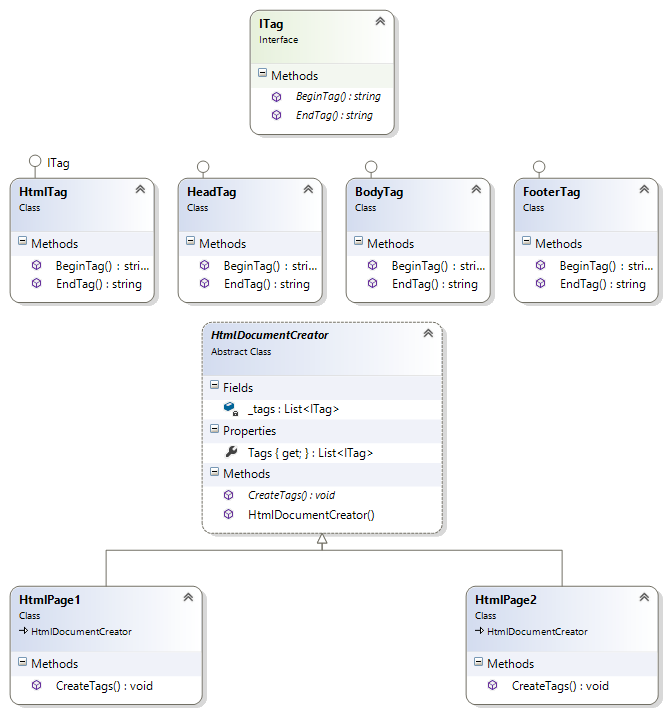 ITag
Interface
Methods
BeginTag() : string
EndTag() : string
ITag
HtmlTag
Class
Methods
BeginTag() : stri...
EndTag() : string
HeadTag
Class
Methods
BeginTag() : stri...
EndTag() : string
BodyTag
Class
Methods
BeginTag() : stri...
EndTag() : string
FooterTag
Class
Methods
BeginTag() : stri...
EndTag() : string
HtmlDocumentCreator
Abstract Class
Fields
_tags : List<ITag>
Properties
Tags { get; } : List<ITag>
Methods
CreateTags() : void
HtmlDocumentCreator()
HtmlPage1
Class
HtmlDocumentCreator
Methods
CreateTags() : void
HtmlPage2
Class
HtmlDocumentCreator
Methods
CreateTags() : void